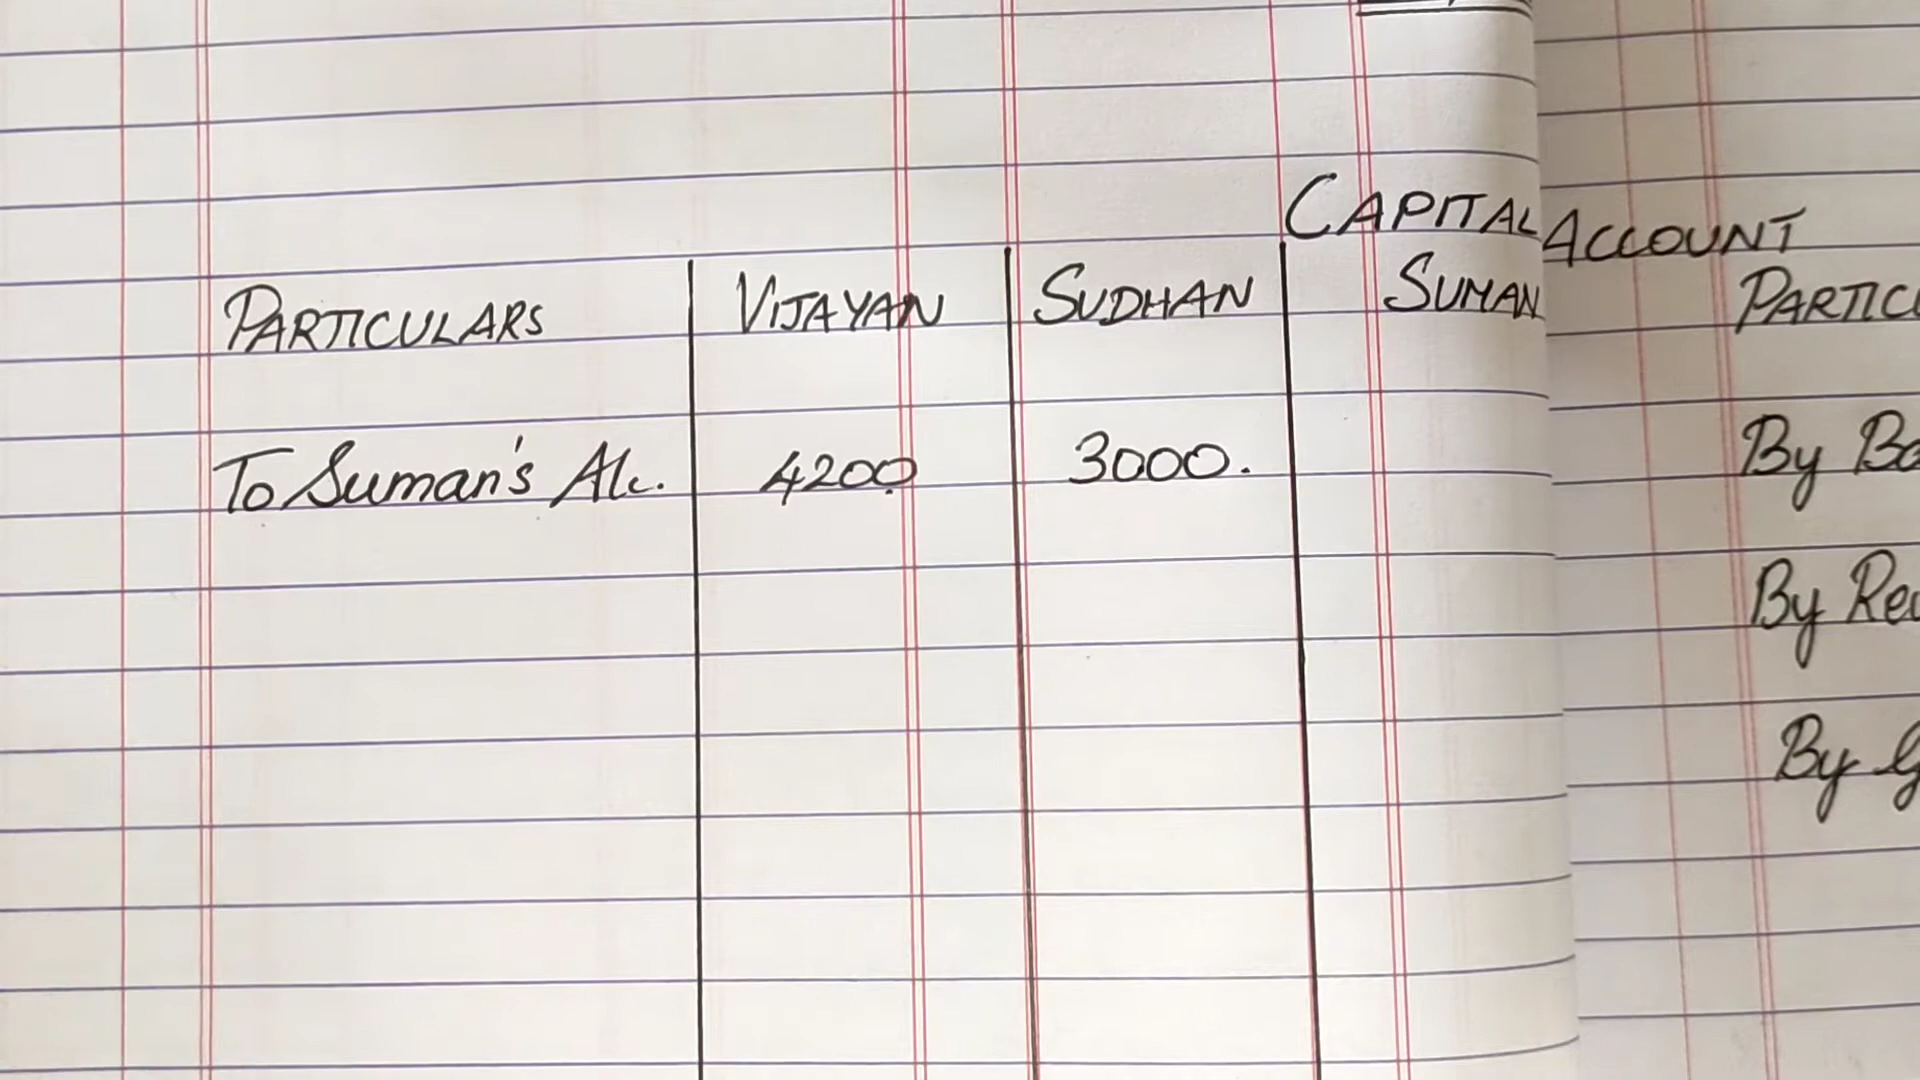 CAPITAL ACCOUNT
PARTICULARS VIJAYAN SUDHAN SUMAN
To Suman's A/c. 4200 3000.
By
By
By